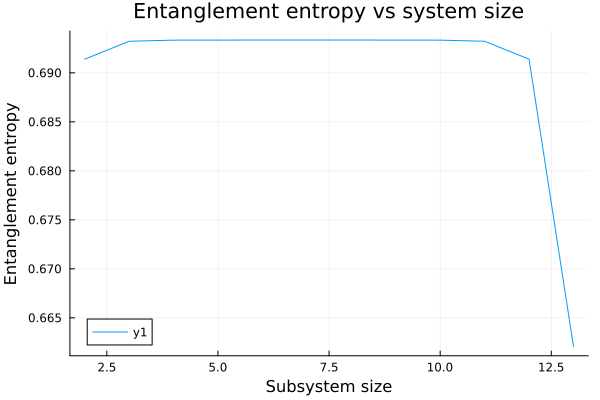 Entanglement entropy vs system size
Entanglement entropy
0.690
0.685
0.680
0.675
0.670
0.665
y1
2.5 5.0 7.5 10.0 12.5
Subsystem size